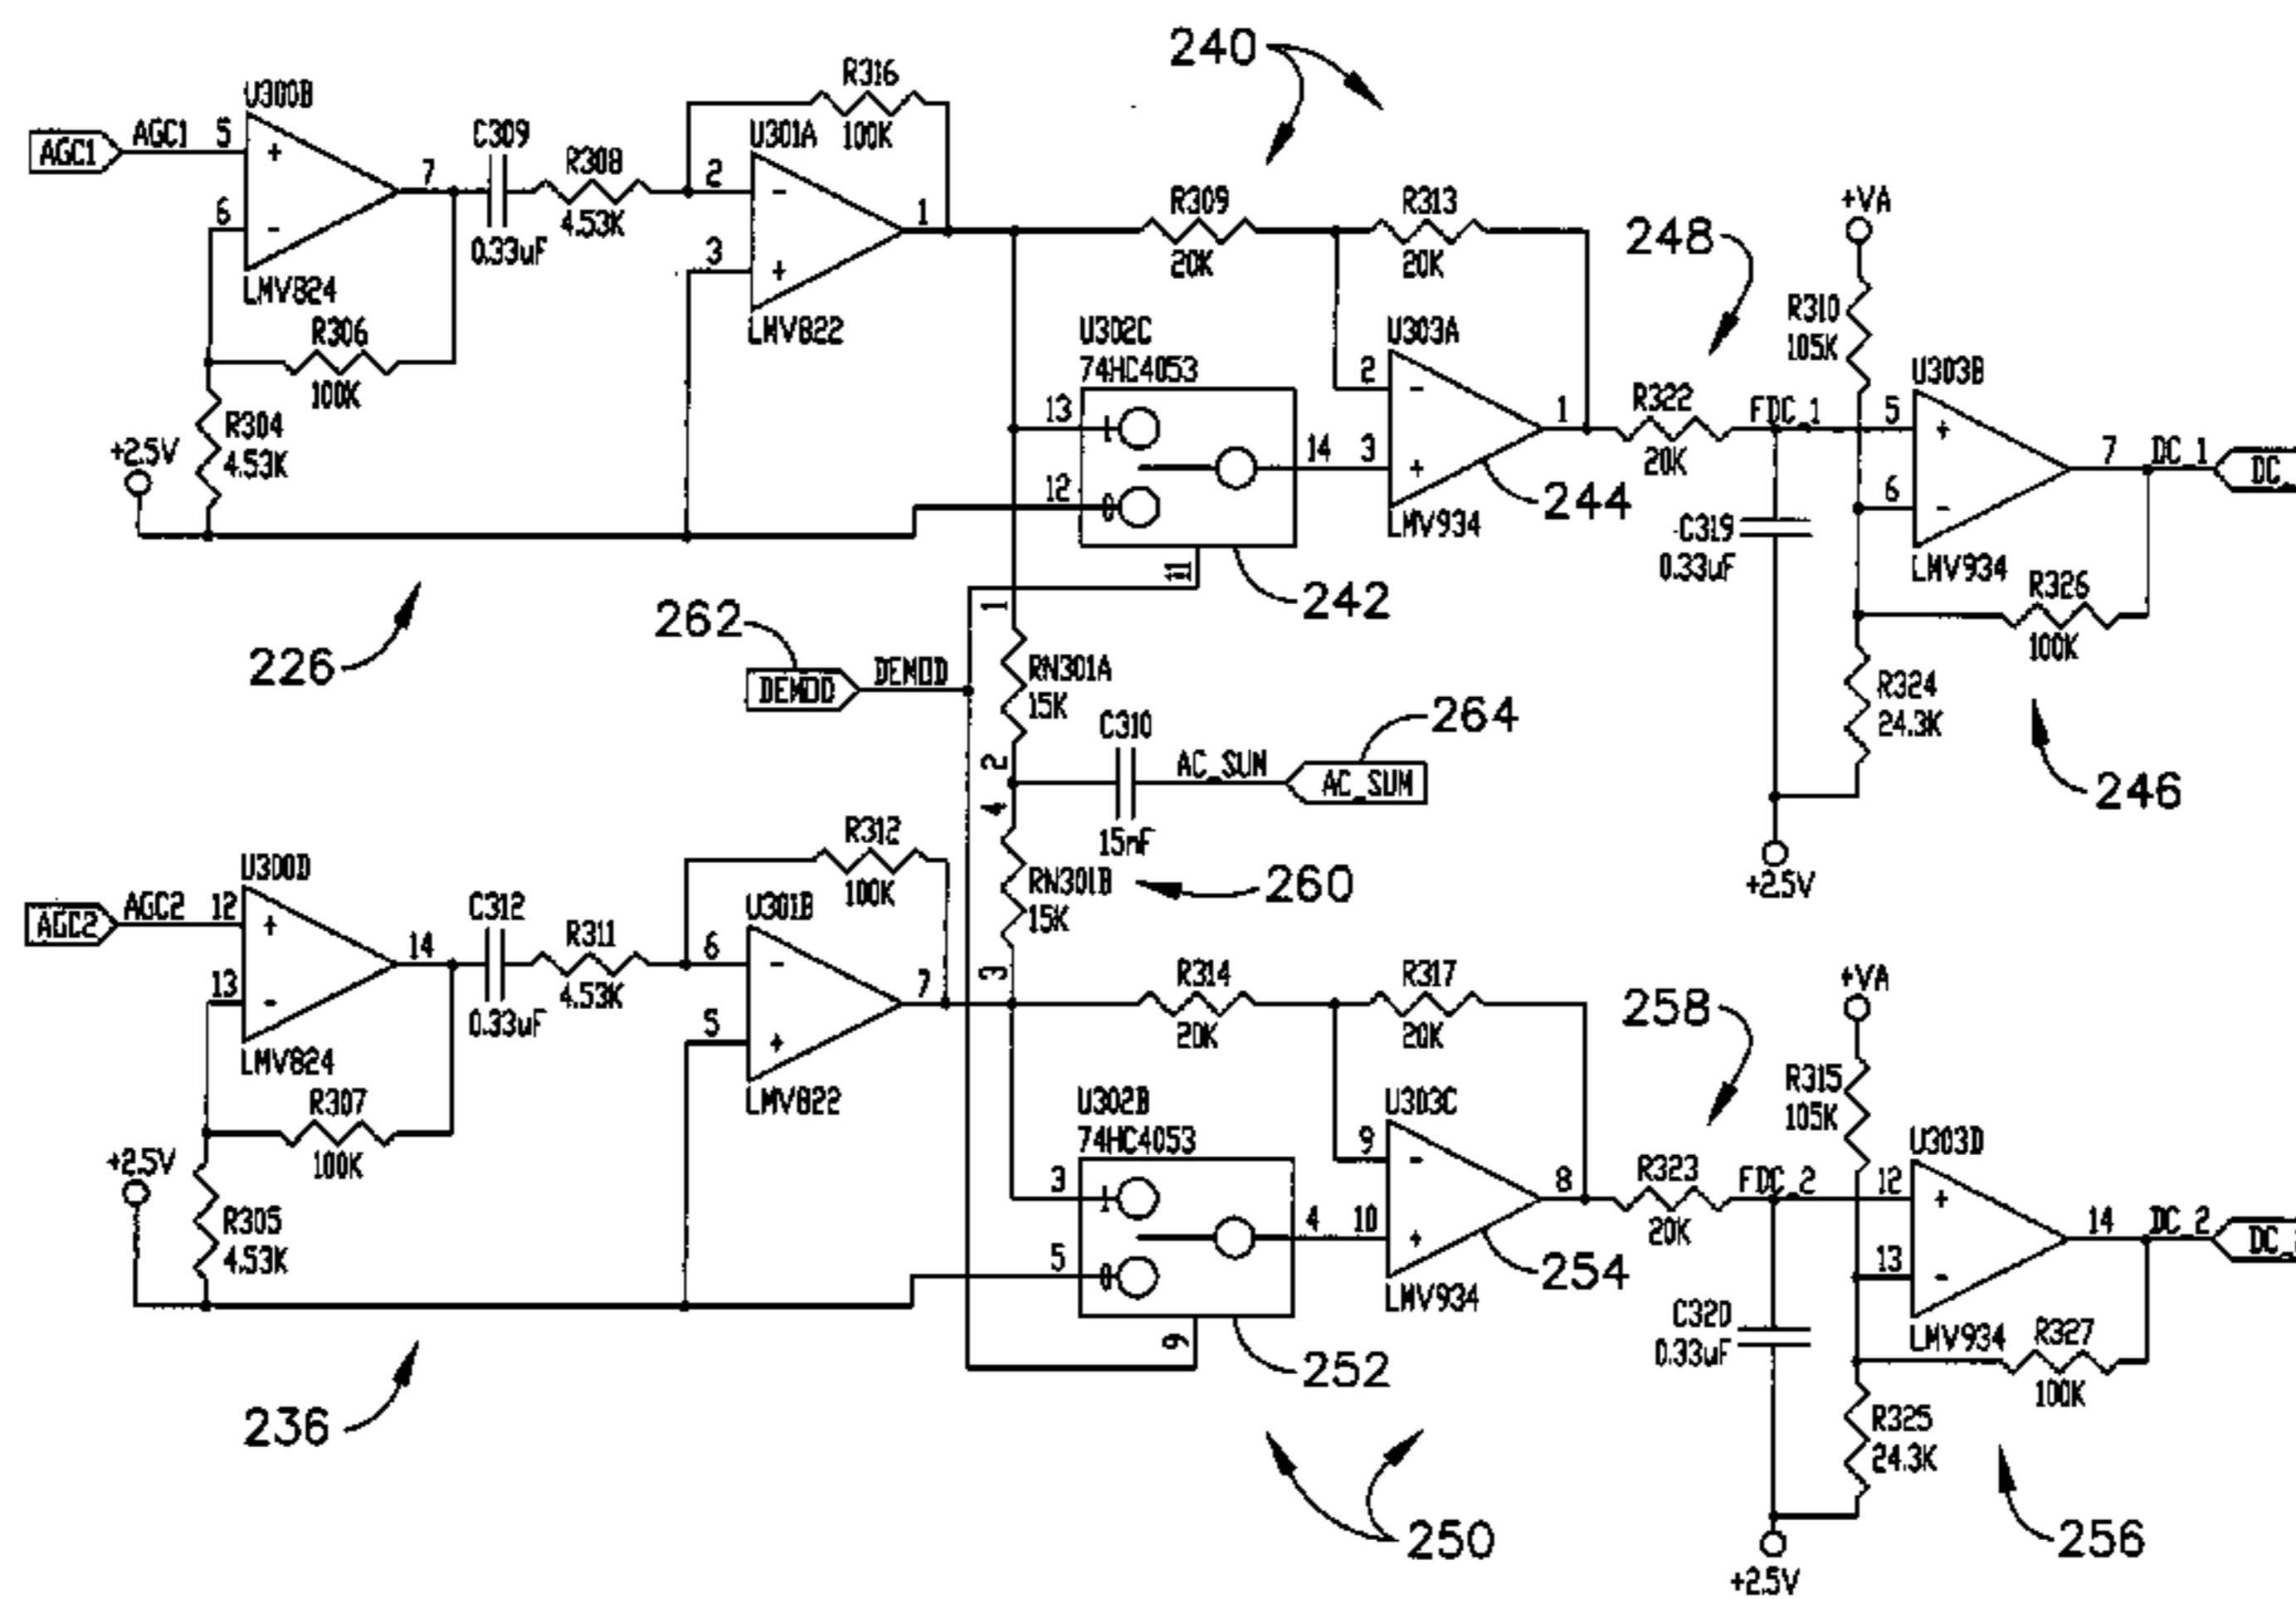 240
U300B
AGC1
AGC1
5
+
6
-
7
LMV824
C309
0.33uF
R308
4.53K
R316
100K
U301A
2
-
3
+
1
LMV822
R306
100K
R304
4.53K
+2.5V
226
R309
20K
R313
20K
U302C
74HC4053
13
1
12
0
14
11
242
U303A
2
-
3
+
1
LMV934
244
248
R322
20K
FDC_1
-C319
0.33uF
+VA
R310
105K
U303B
5
+
6
-
7
DC_1
LMV934
R326
100K
R324
24.3K
246
+2.5V
262
DEMOD
DEMOD
1
RN301A
15K
2
C310
15nF
AC_SUM
AC_SUM
264
4
RN301B
15K
3
260
U300D
AGC2
AGC2
12
+
13
-
14
LMV824
C312
0.33uF
R311
4.53K
R312
100K
U301B
6
-
5
+
7
LMV822
R307
100K
R305
4.53K
+2.5V
236
R314
20K
R317
20K
U302B
74HC4053
3
1
5
0
4
9
252
U303C
9
-
10
+
8
LMV934
254
258
R323
20K
FDC_2
C320
0.33uF
+VA
R315
105K
U303D
12
+
13
-
14
DC_2
LMV934
R327
100K
R325
24.3K
256
+2.5V
250